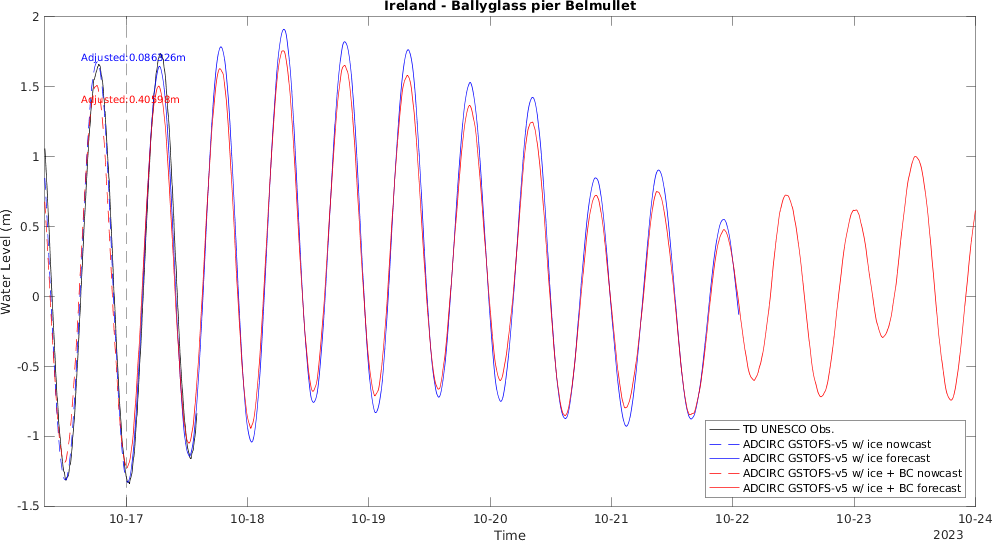 Ireland - Ballyglass pier Belmullet
2
1.5
1
0.5
0
-0.5
-1
-1.5
Water Level (m)
Adjusted:0.086326m
Adjusted:0.40598m
TD UNESCO Obs.
ADCIRC GSTOFS-v5 w/ ice nowcast
ADCIRC GSTOFS-v5 w/ ice forecast
ADCIRC GSTOFS-v5 w/ ice + BC nowcast
ADCIRC GSTOFS-v5 w/ ice + BC forecast
10-17 10-18 10-19 10-20 10-21 10-22 10-23 10-24
Time
2023